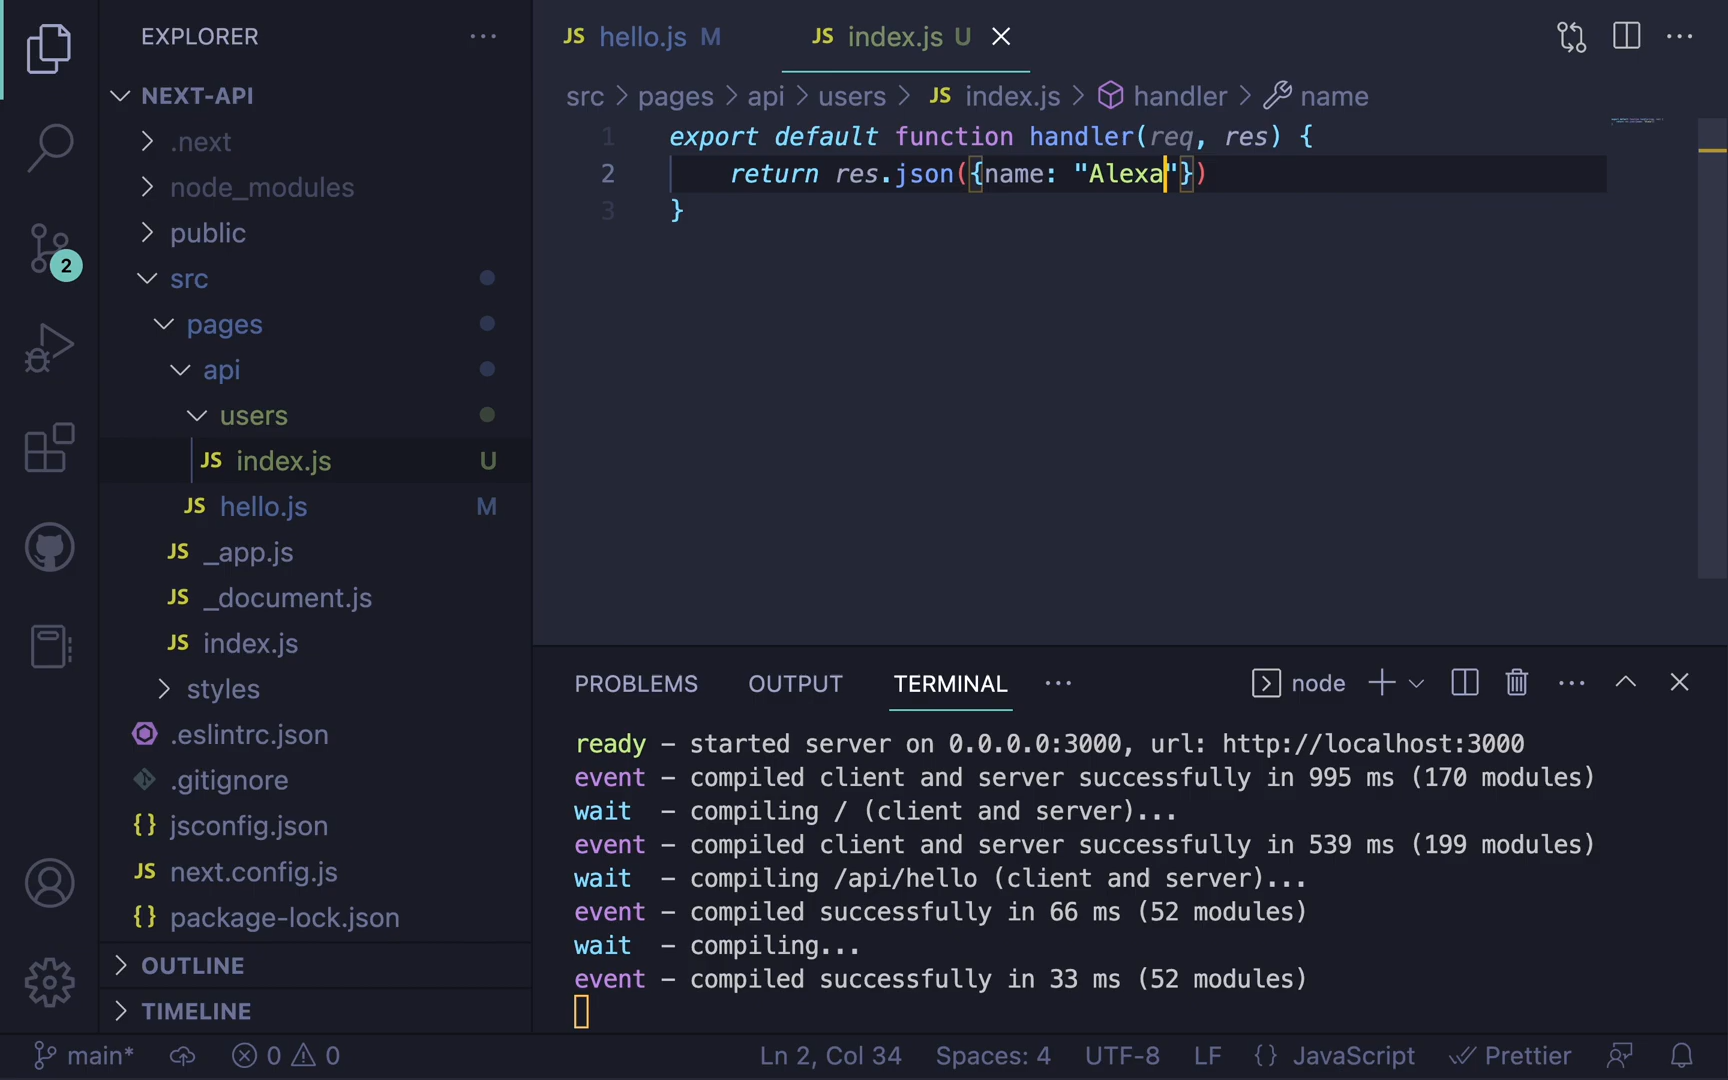 EXPLORER
NEXT-API
.next
node_modules
public
src
pages
api
users
JS index.js U
JS hello.js M
JS _app.js
JS _document.js
JS index.js
styles
.eslintrc.json
.gitignore
{} jsconfig.json
JS next.config.js
{} package-lock.json
OUTLINE
TIMELINE
2
JS hello.js M JS index.js U
src > pages > api > users > JS index.js > handler > name
1 export default function handler(req, res) {
2 return res.json({name: "Alexa"})
3 }
PROBLEMS OUTPUT TERMINAL node
ready - started server on 0.0.0.0:3000, url: http://localhost:3000
event - compiled client and server successfully in 995 ms (170 modules)
wait - compiling / (client and server)...
event - compiled client and server successfully in 539 ms (199 modules)
wait - compiling /api/hello (client and server)...
event - compiled successfully in 66 ms (52 modules)
wait - compiling...
event - compiled successfully in 33 ms (52 modules)
main* 0 0 Ln 2, Col 34 Spaces: 4 UTF-8 LF {} JavaScript Prettier